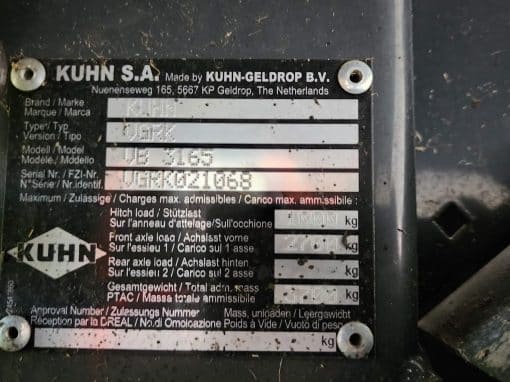 KUHN S.A. Made by KUHN-GELDROP B.V.
Nuenenseweg 165, 5667 KP Geldrop, The Netherlands
Brand / Marke
Marque / Marca
KUHN
Type / Typ
Version / Tipo
VGRK
Modell / Model
Modèle / Modello
VB 3165
Serial Nr. / FZI-Nr.
N°Série / Nr.identif.
VGRK021068
Maximum / Zulässige / Charges max. admissibles / Carico max. ammissibile :
Hitch load / Stützlast
Sur l'anneau d'attelage/Sull'occhione
kg
Front axle load / Achslast vorne
Sur l'essieu 1 / Carico sul 1 asse
kg
Rear axle load / Achslast hinten
Sur l'essieu 2 / Carico sul 2 asse
kg
Gesamtgewicht / Total adm. mass
PTAC / Massa totale ammissibile
kg
KUHN
Approval Number / Zulassungs Nummer
Réception par la DREAL / No.di Omolcazione
Mass, unloaden / Leergewicht
Poids à Vide / Vuoto di peso
kg